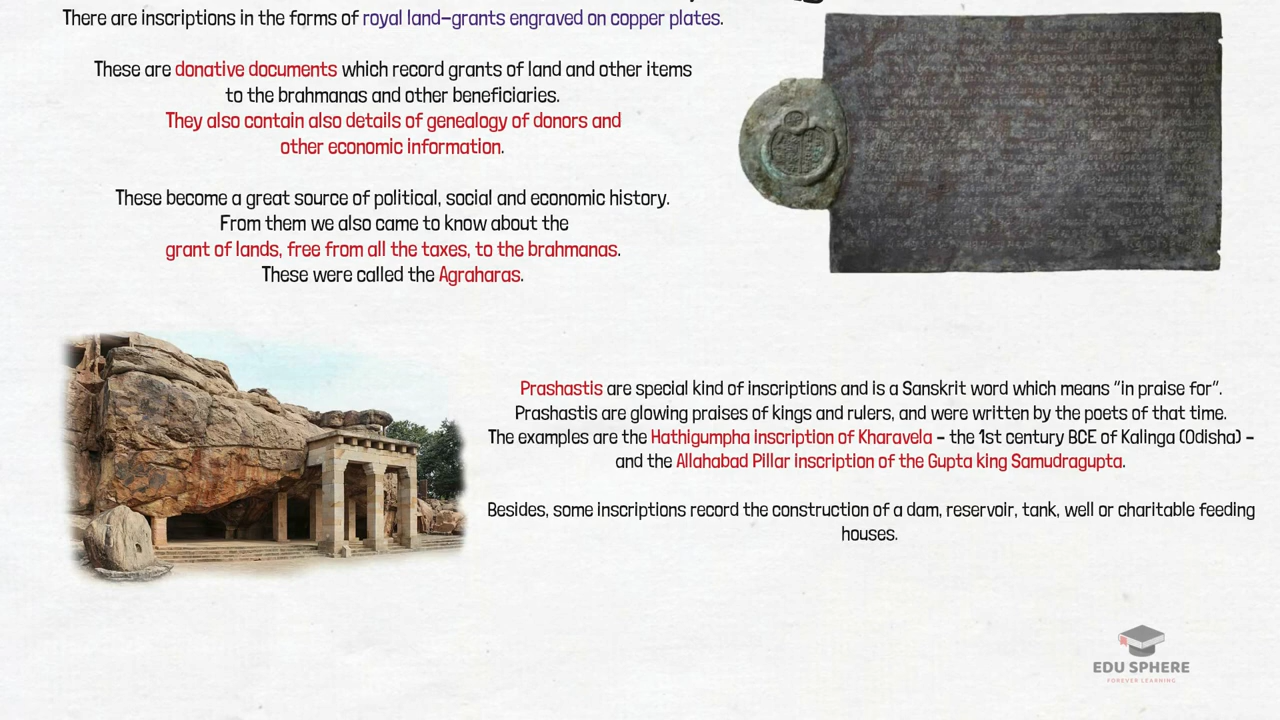 There are inscriptions in the forms of royal land-grants engraved on copper plates.
These are donative documents which record grants of land and other items
to the brahmanas and other beneficiaries.
They also contain also details of genealogy of donors and
other economic information.
These become a great source of political, social and economic history.
From them we also came to know about the
grant of lands, free from all the taxes, to the brahmanas.
These were called the Agraharas.
Prashastis are special kind of inscriptions and is a Sanskrit word which means "in praise for".
Prashastis are glowing praises of kings and rulers, and were written by the poets of that time.
The examples are the Hathigumpha inscription of Kharavela - the 1st century BCE of Kalinga (Odisha) -
and the Allahabad Pillar inscription of the Gupta king Samudragupta.
Besides, some inscriptions record the construction of a dam, reservoir, tank, well or charitable feeding
houses.
EDU SPHERE
FOREVER LEARNING